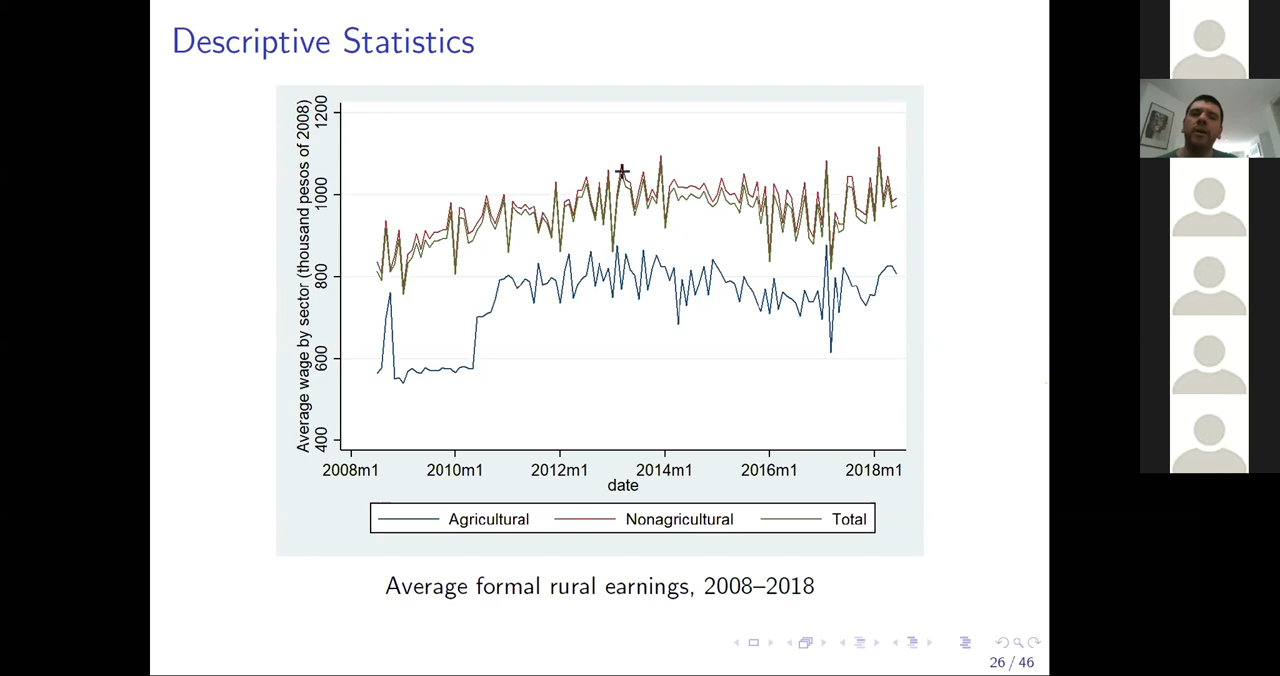 Descriptive Statistics
Average wage by sector (thousand pesos of 2008)
1200
1000
800
600
400
2008m1 2010m1 2012m1 2014m1 2016m1 2018m1
date
Agricultural Nonagricultural Total
Average formal rural earnings, 2008–2018
26 / 46